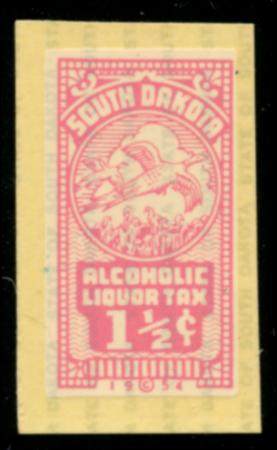 SOUTH DAKOTA
ALCOHOLIC
LIQUOR TAX
1 ½ ¢
19©54